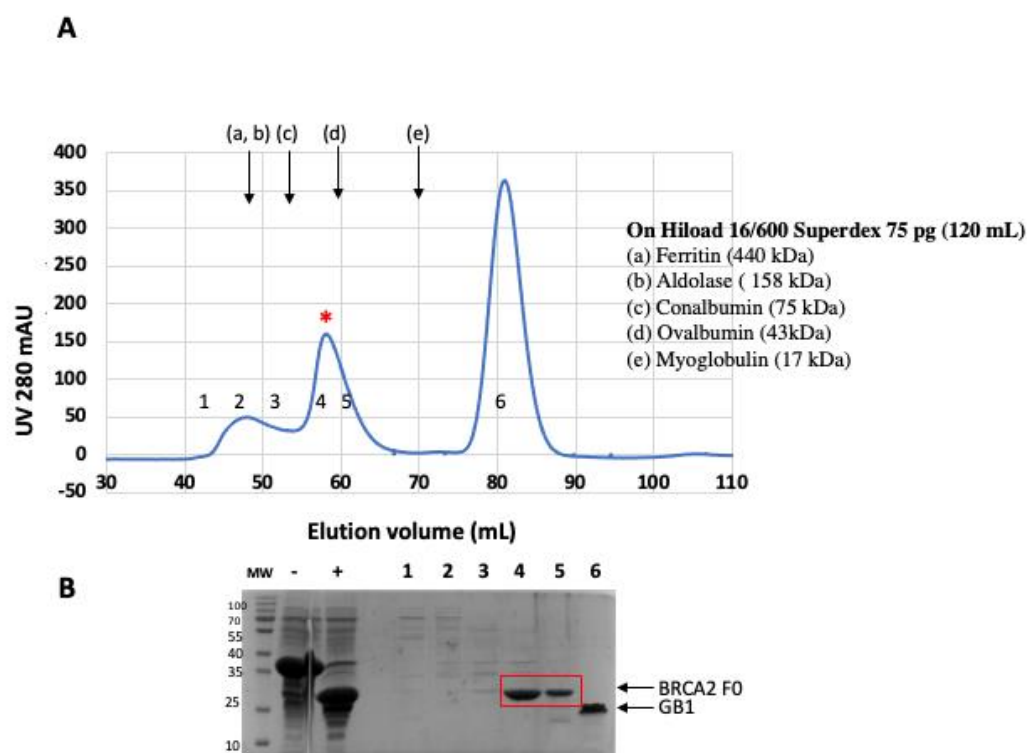 A
(a, b) (c) (d) (e)
400
350
300
250
200
150
100
50
0
-50
UV 280 mAU
*
1 2 3 4 5 6
30 40 50 60 70 80 90 100 110
Elution volume (mL)
On Hiload 16/600 Superdex 75 pg (120 mL)
(a) Ferritin (440 kDa)
(b) Aldolase ( 158 kDa)
(c) Conalbumin (75 kDa)
(d) Ovalbumin (43kDa)
(e) Myoglobulin (17 kDa)
B
MW - + 1 2 3 4 5 6
100
70
55
40
35
25
10
BRCA2 F0
GB1